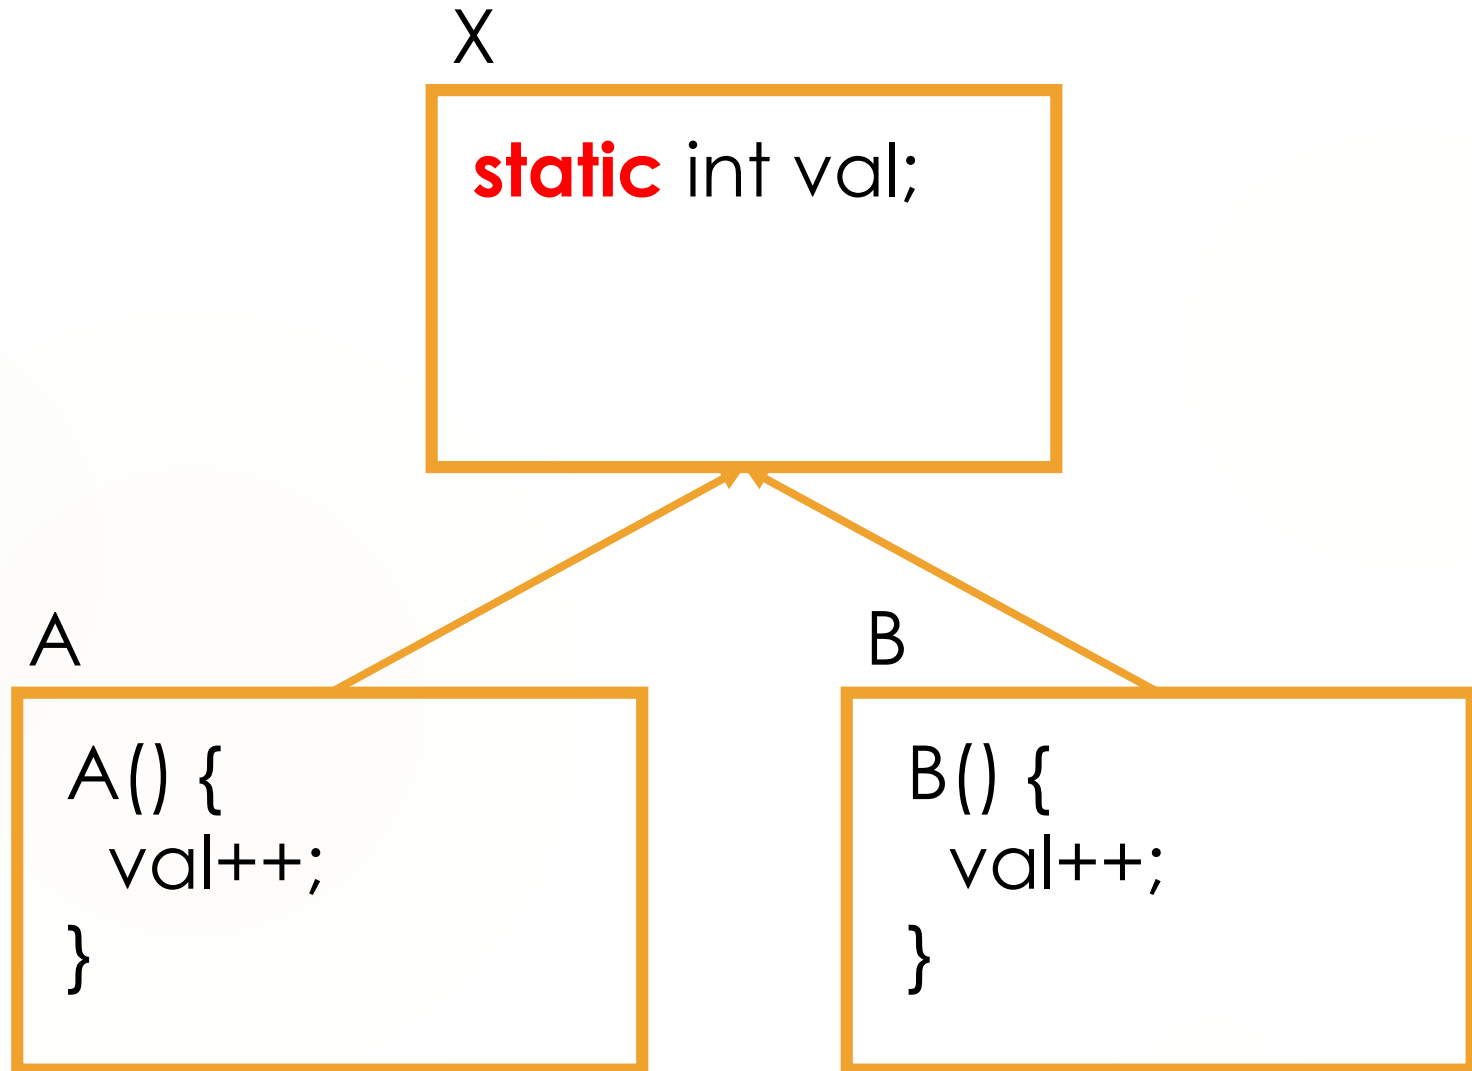 X
static int val;
A
A() {
val++;
}
B
B() {
val++;
}